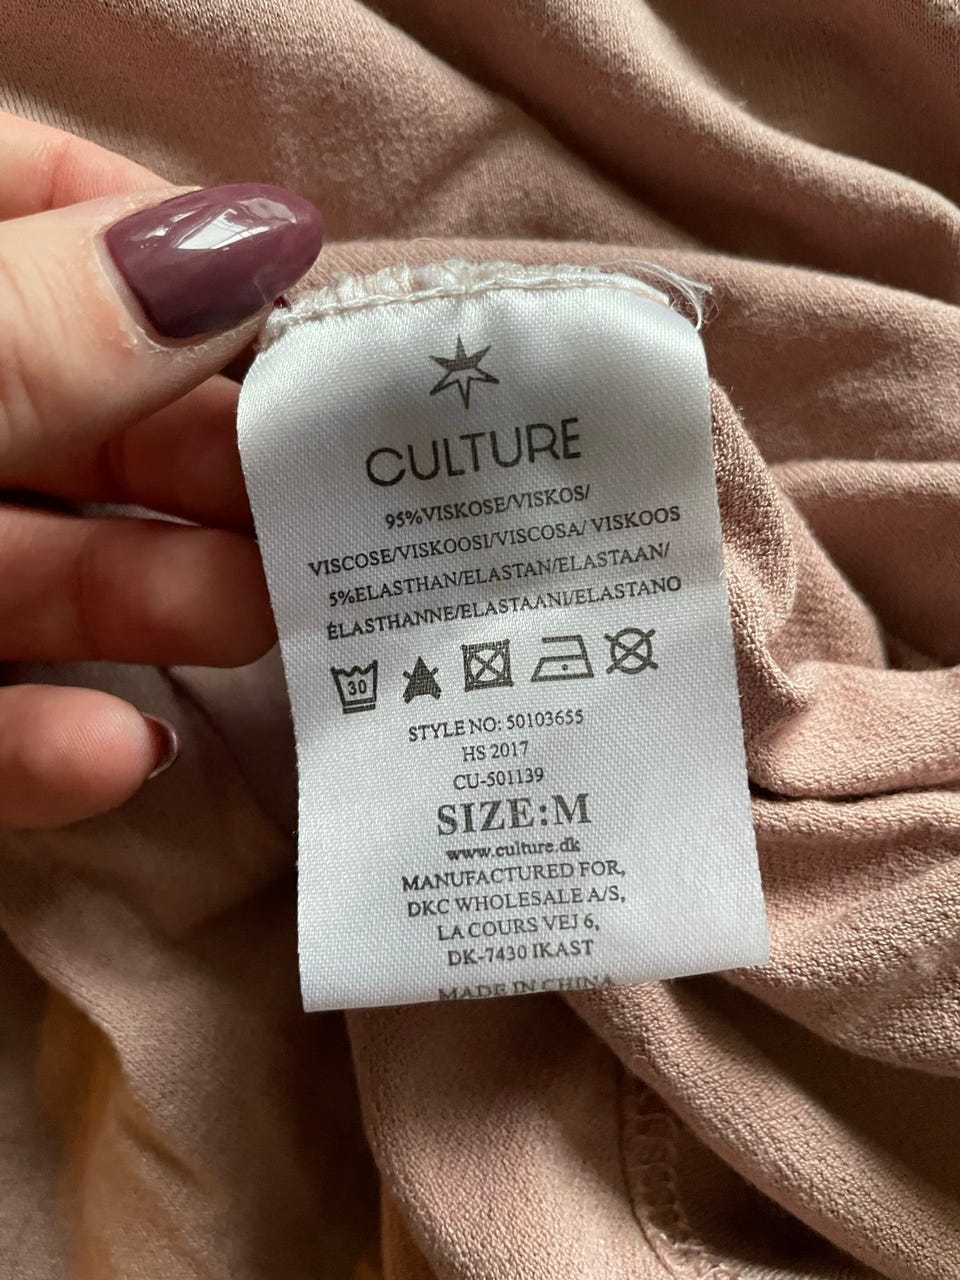 CULTURE
95%VISKOSE/VISKOS/
VISCOSE/VISKOOSI/VISCOSA/ VISKOOS
5%ELASTHAN/ELASTAN/ELASTAAN/
ÉLASTHANNE/ELASTAANI/ELASTANO
30
STYLE NO: 50103655
HS 2017
CU-501139
SIZE:M
www.culture.dk
MANUFACTURED FOR,
DKC WHOLESALE A/S,
LA COURS VEJ 6,
DK-7430 IKAST
MADE IN CHINA